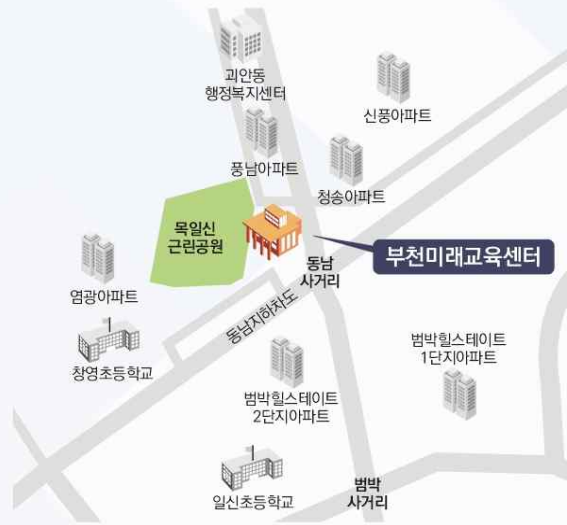 괴안동
행정복지센터
신풍아파트
풍남아파트
청송아파트
목일신
근린공원
부천미래교육센터
동남
사거리
염광아파트
동남지하차도
창영초등학교
범박힐스테이트
1단지아파트
범박힐스테이트
2단지아파트
일신초등학교
범박
사거리